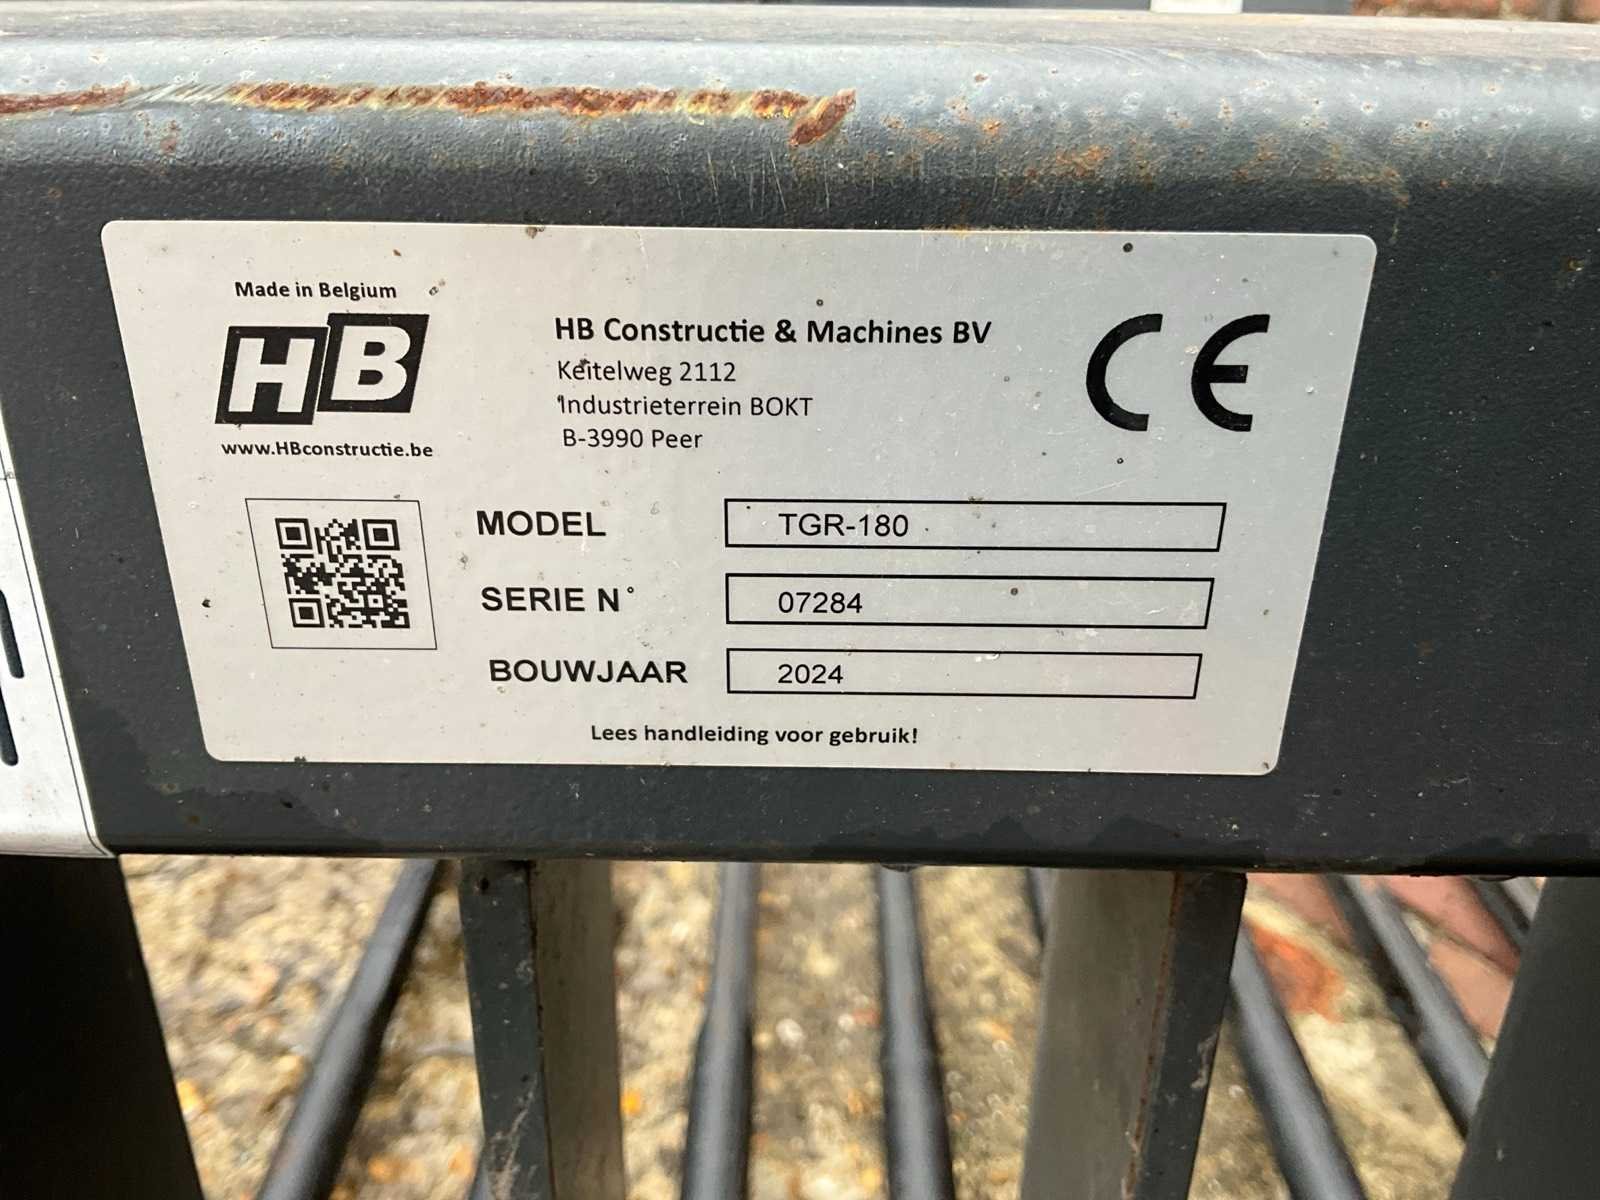 Made in Belgium
HB
www.HBconstructie.be
HB Constructie & Machines BV
Keitelweg 2112
Industrieterrein BOKT
B-3990 Peer
CE
MODEL TGR-180
SERIE N° 07284
BOUWJAAR 2024
Lees handleiding voor gebruik!